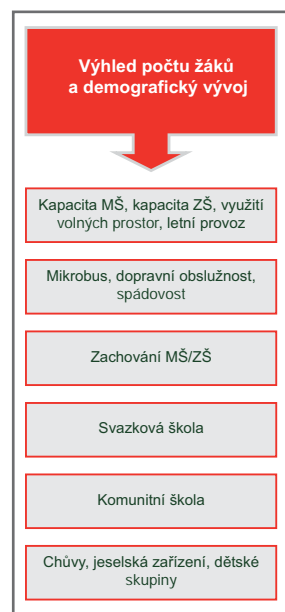 Výhled počtu žáků
a demografický vývoj
Kapacita MŠ, kapacita ZŠ, využití
volných prostor, letní provoz
Mikrobus, dopravní obslužnost,
spádovost
Zachování MŠ/ZŠ
Svazková škola
Komunitní škola
Chůvy, jeselská zařízení, dětské
skupiny